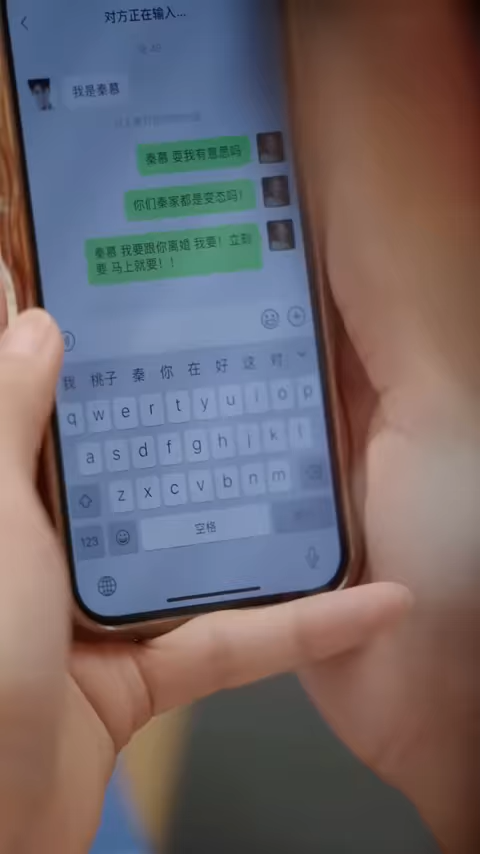 对方正在输入...
我是秦慕
秦慕 耍我有意思吗
你们秦家都是变态吗！
秦慕 我要跟你离婚 我要！立刻
要 马上就要！！
我 桃子 秦 你 在 好 这 对
q w e r t y u i o p
a s d f g h j k l
z x c v b n m
123 空格